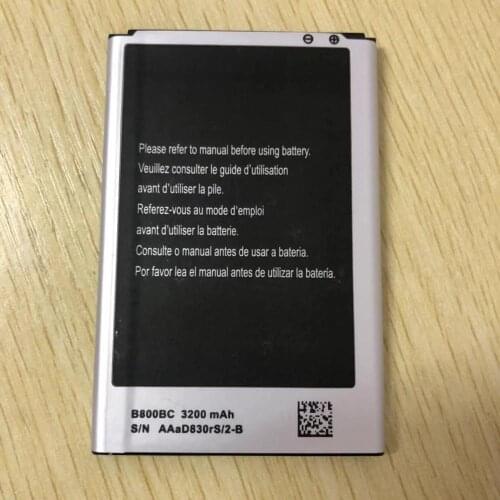 ⊖ ⊕
Please refer to manual before using battery.
Veuillez consulter le guide d'utilisation
avant d'utiliser la pile.
Referez-vous au mode d'emploi
avant d'utiliser la batterie.
Consulte o manual antes de usar a bateria.
Por favor lea el manual antes de utilizar la batería.
B800BC 3200 mAh
S/N AAaD830rS/2-B